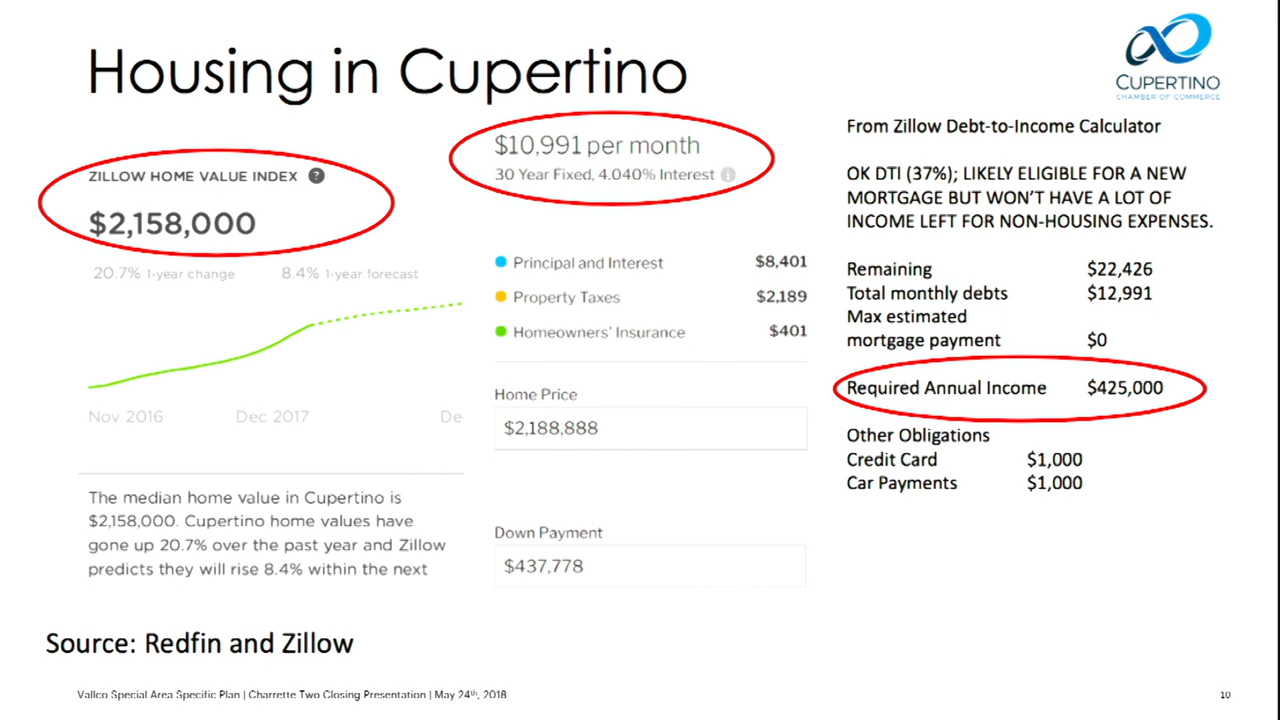 Housing in Cupertino
CUPERTINO
CHAMBER OF COMMERCE
ZILLOW HOME VALUE INDEX ?
$2,158,000
20.7% 1-year change 8.4% 1-year forecast
Nov 2016 Dec 2017 De
The median home value in Cupertino is
$2,158,000. Cupertino home values have
gone up 20.7% over the past year and Zillow
predicts they will rise 8.4% within the next
$10,991 per month
30 Year Fixed, 4.040% Interest i
Principal and Interest $8,401
Property Taxes $2,189
Homeowners' Insurance $401
Home Price
$2,188,888
Down Payment
$437,778
From Zillow Debt-to-Income Calculator
OK DTI (37%); LIKELY ELIGIBLE FOR A NEW
MORTGAGE BUT WON'T HAVE A LOT OF
INCOME LEFT FOR NON-HOUSING EXPENSES.
Remaining $22,426
Total monthly debts $12,991
Max estimated
mortgage payment $0
Required Annual Income $425,000
Other Obligations
Credit Card $1,000
Car Payments $1,000
Source: Redfin and Zillow
Vallco Special Area Specific Plan | Charrette Two Closing Presentation | May 24th, 2018
10